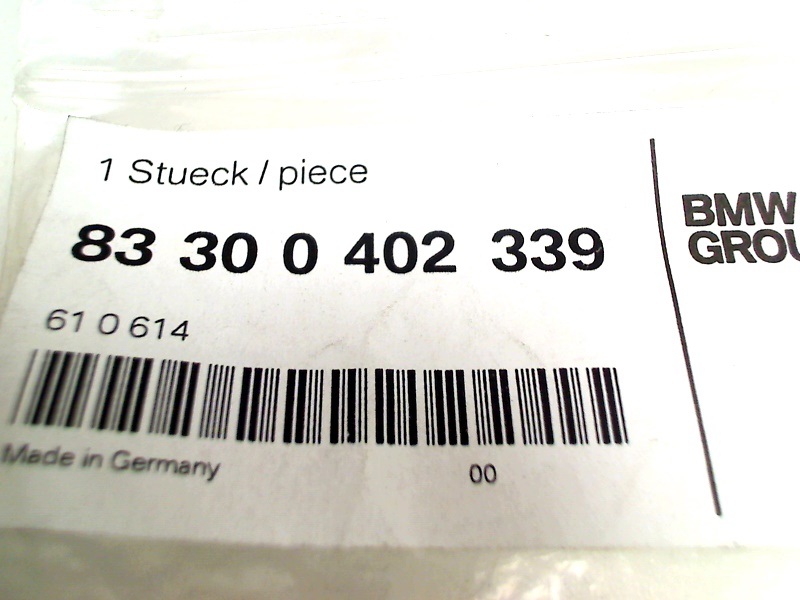 1 Stueck / piece
83 30 0 402 339
61 0 614
Made in Germany
00
BMW
GROU